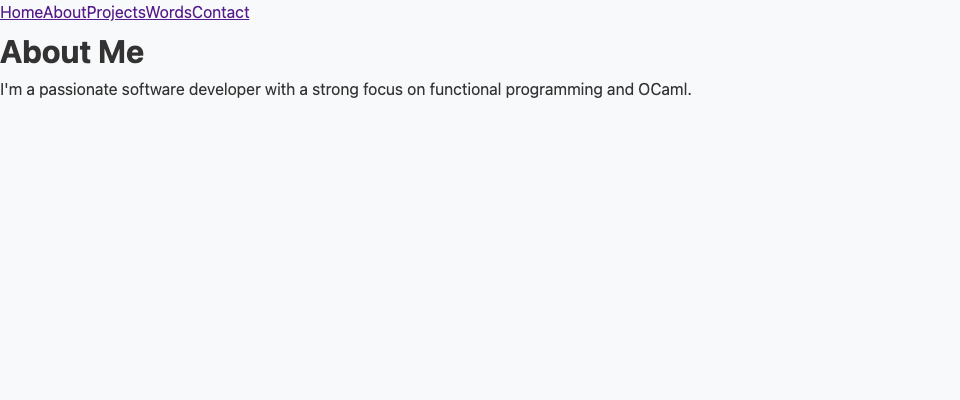 HomeAboutProjectsWordsContact
About Me
I'm a passionate software developer with a strong focus on functional programming and OCaml.